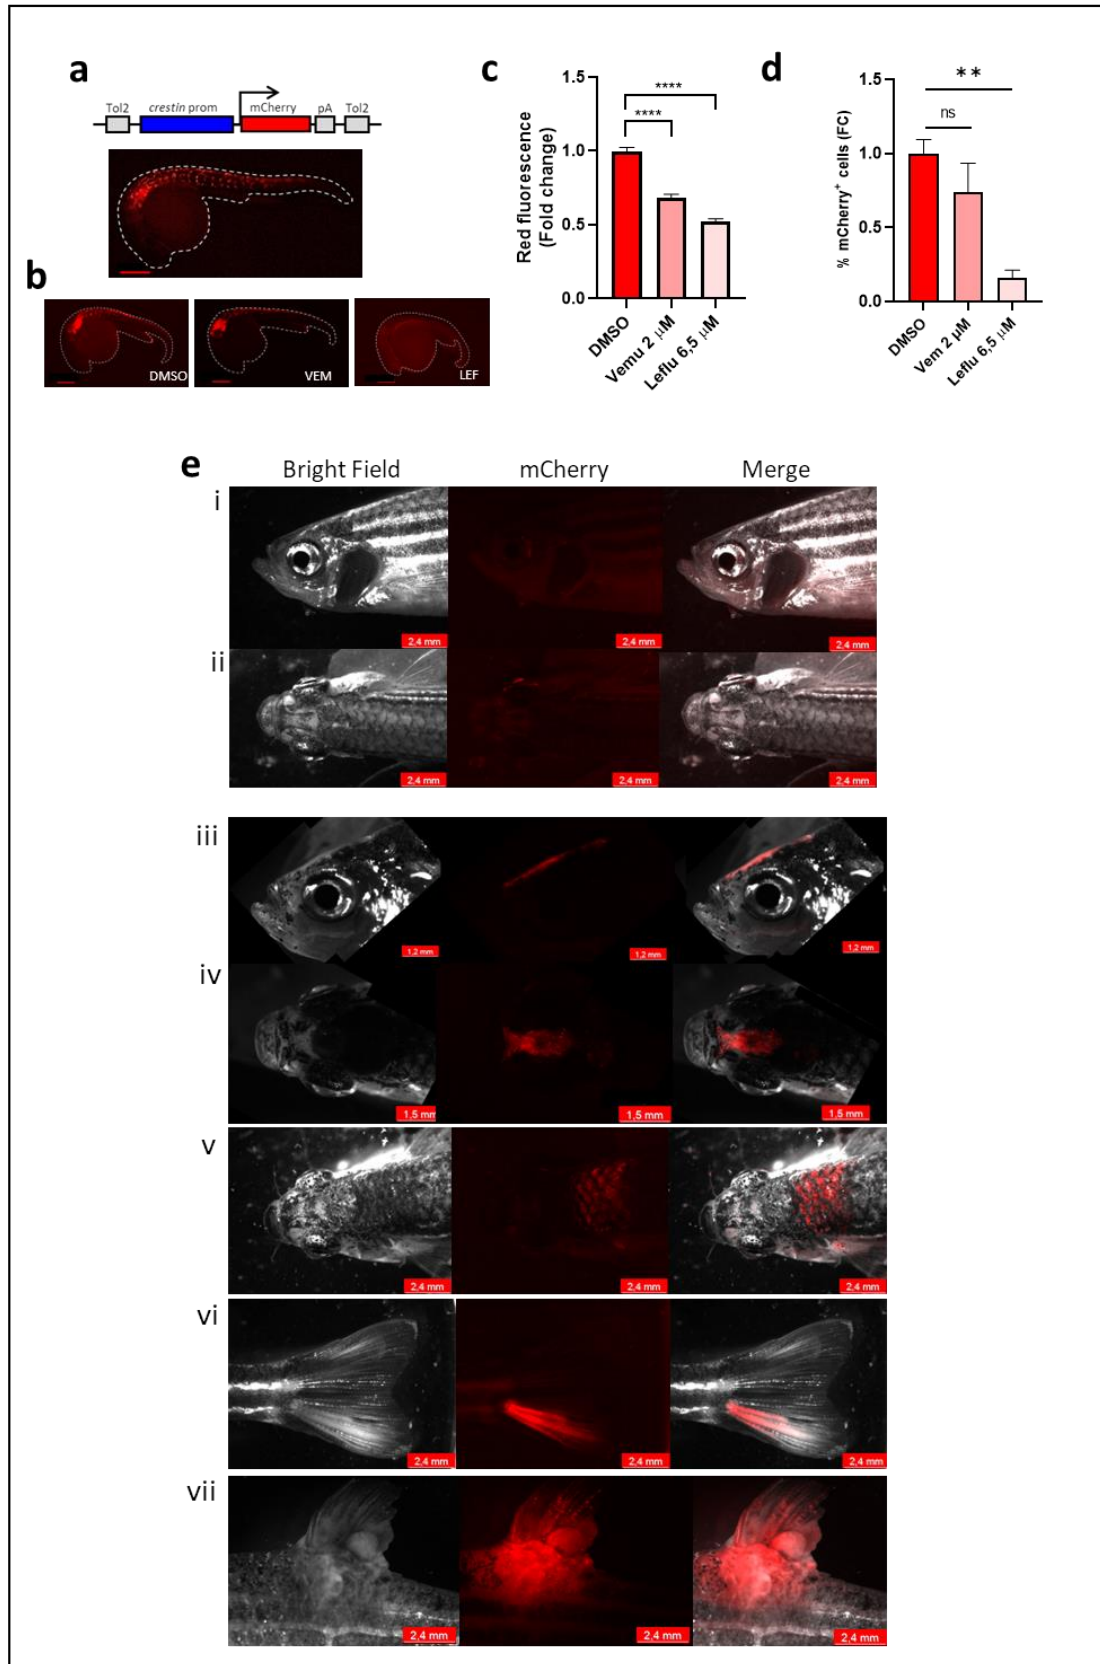 a
Tol2 crestin prom mCherry pA Tol2
b
DMSO VEM LEF
c
Red fluorescence
(Fold change)
1.5
1.0
0.5
0.0
****
****
DMSO
Vemu 2 μM
Leflu 6,5 μM
d
% mCherry+ cells (FC)
1.5
1.0
0.5
0.0
**
ns
DMSO
Vem 2 μM
Leflu 6,5 μM
e
Bright Field mCherry Merge
i
2,4 mm 2,4 mm 2,4 mm
ii
2,4 mm 2,4 mm 2,4 mm
iii
1,2 mm 1,2 mm 1,2 mm
iv
1,5 mm 1,5 mm 1,5 mm
v
2,4 mm 2,4 mm 2,4 mm
vi
2,4 mm 2,4 mm 2,4 mm
vii
2,4 mm 2,4 mm 2,4 mm